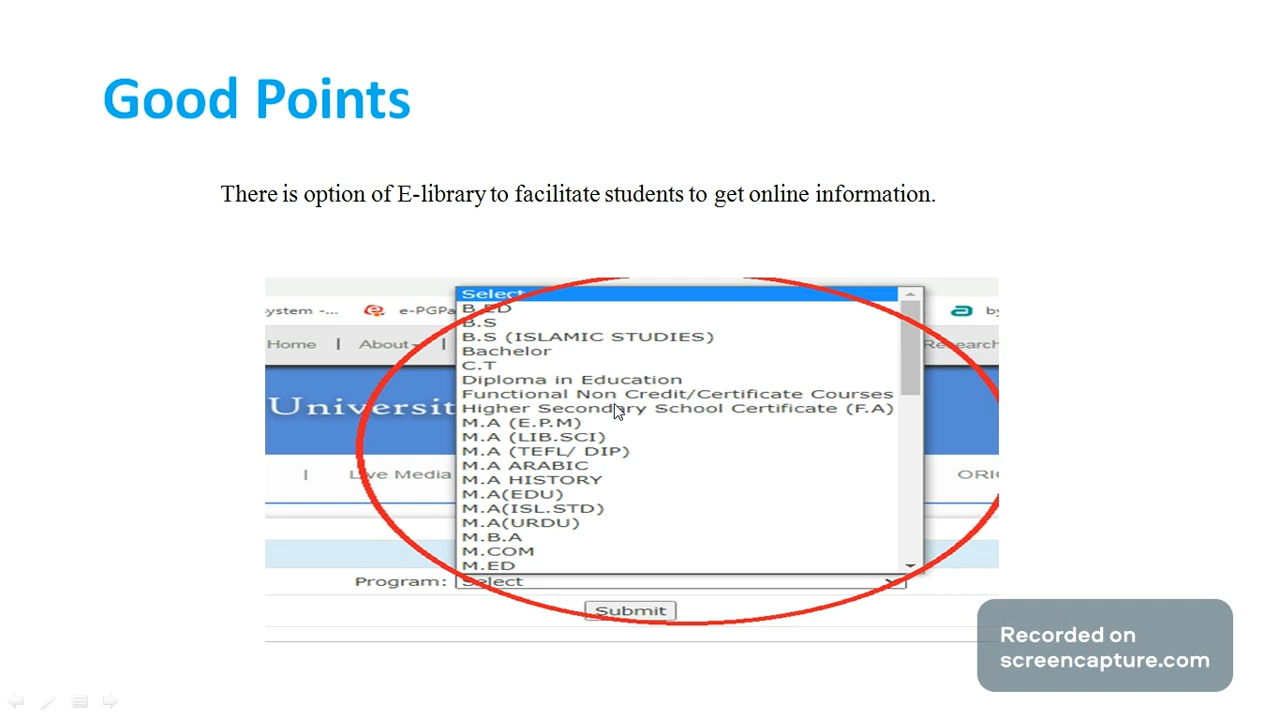 Good Points
There is option of E-library to facilitate students to get online information.
Select
ystem -... e-PGPa by
B.ED
B.S
B.S (ISLAMIC STUDIES)
Home | About | Research
Bachelor
C.T
Diploma in Education
Functional Non Credit/Certificate Courses
Universit
Higher Secondary School Certificate (F.A)
M.A (E.P.M)
M.A (LIB.SCI)
M.A (TEFL/ DIP)
M.A ARABIC
| Live Media ORIC
M.A HISTORY
M.A(EDU)
M.A(ISL.STD)
M.A(URDU)
M.B.A
M.COM
M.ED
Program: Select
Submit
Recorded on
screencapture.com